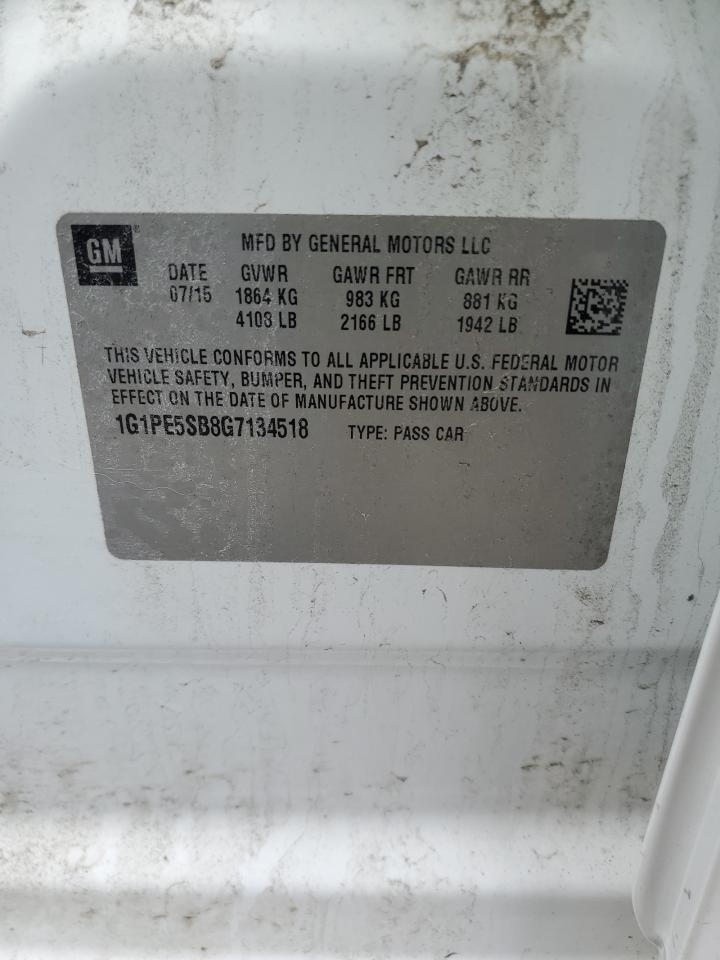 GM
MFD BY GENERAL MOTORS LLC
DATE GVWR GAWR FRT GAWR RR
07/15 1864 KG 983 KG 881 KG
4108 LB 2166 LB 1942 LB
THIS VEHICLE CONFORMS TO ALL APPLICABLE U.S. FEDERAL MOTOR
VEHICLE SAFETY, BUMPER, AND THEFT PREVENTION STANDARDS IN
EFFECT ON THE DATE OF MANUFACTURE SHOWN ABOVE.
1G1PE5SB8G7134518 TYPE: PASS CAR